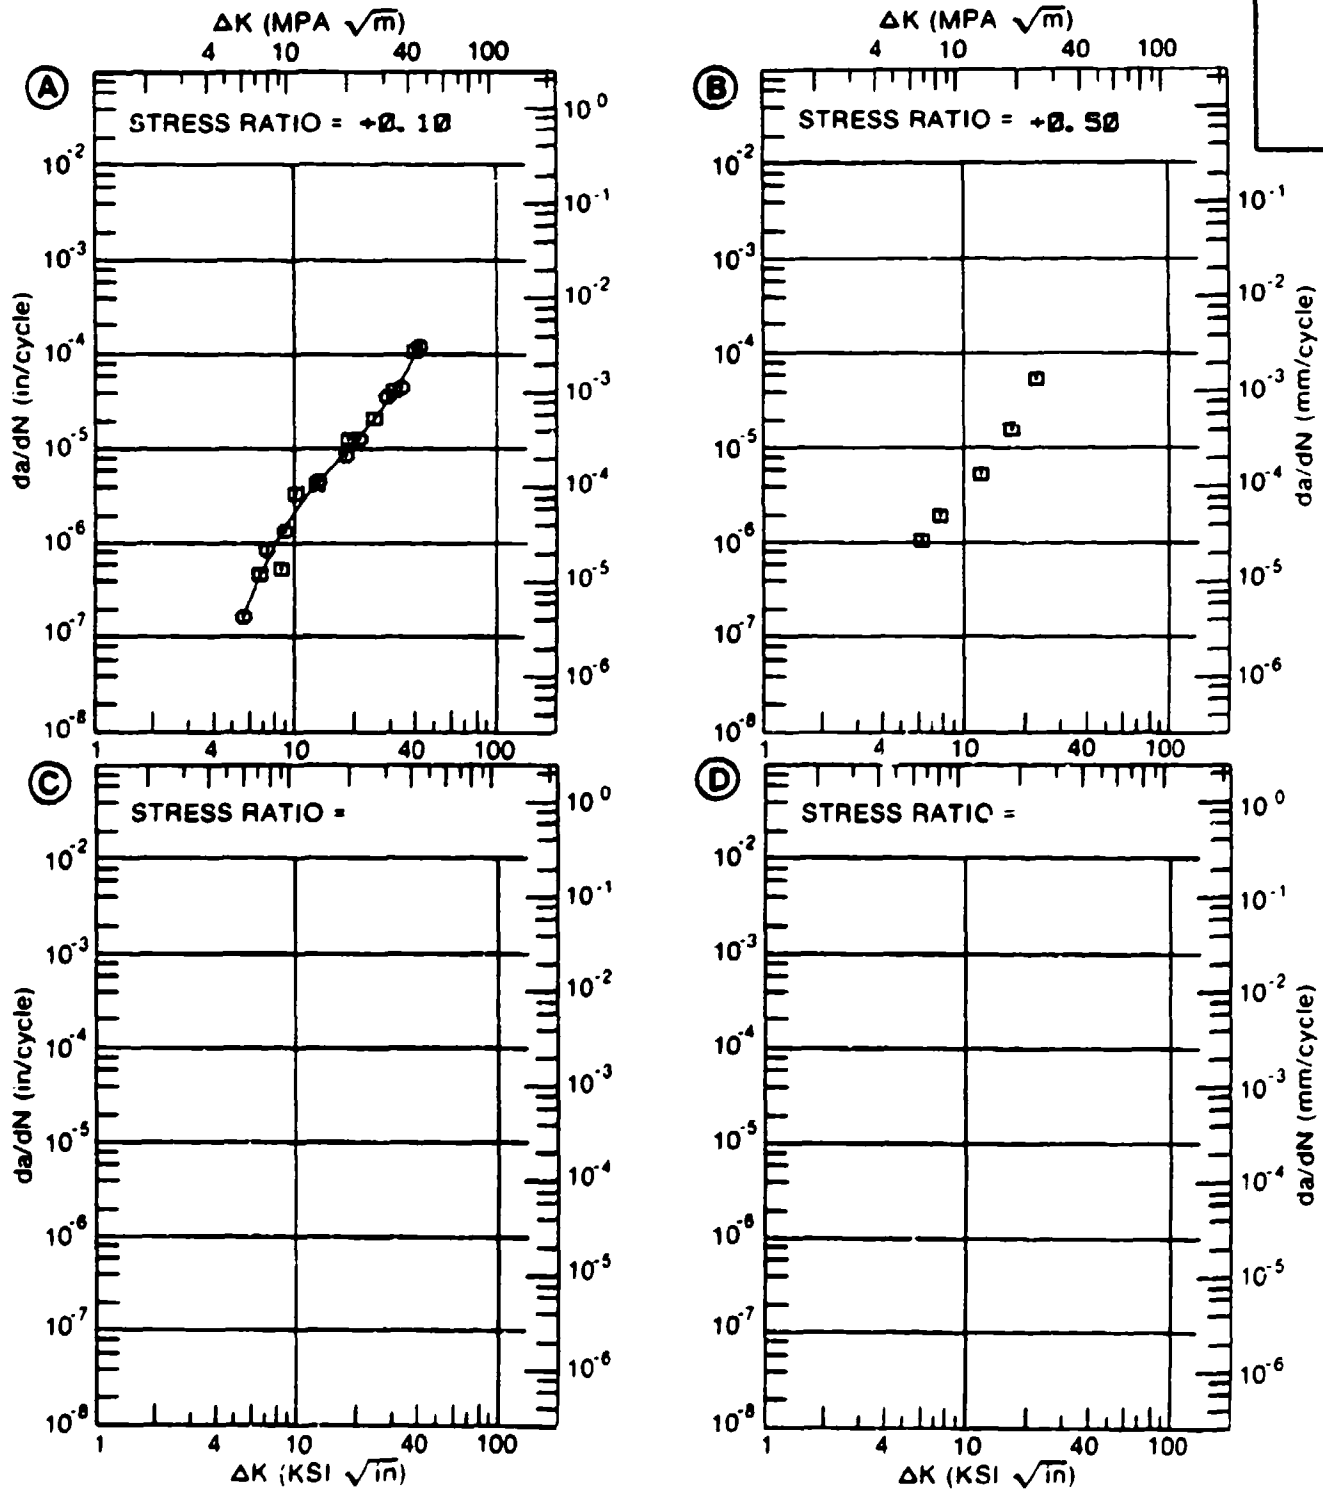 ΔK (MPA √m)
4 10 40 100
A
STRESS RATIO = +0.10
10^0
10^-1
10^-2
10^-3
10^-4
10^-5
10^-6
da/dN (in/cycle)
10^-2
10^-3
10^-4
10^-5
10^-6
10^-7
10^-8
1 4 10 40 100
ΔK (MPA √m)
4 10 40 100
B
STRESS RATIO = +0.50
10^-2
10^-3
10^-4
10^-5
10^-6
10^-7
10^-8
10^-1
10^-2
10^-3
10^-4
10^-5
10^-6
da/dN (mm/cycle)
1 4 10 40 100
C
STRESS RATIO =
10^0
10^-1
10^-2
10^-3
10^-4
10^-5
10^-6
da/dN (in/cycle)
10^-2
10^-3
10^-4
10^-5
10^-6
10^-7
10^-8
1 4 10 40 100
ΔK (KSI √in)
D
STRESS RATIO =
10^-2
10^-3
10^-4
10^-5
10^-6
10^-7
10^-8
10^0
10^-1
10^-2
10^-3
10^-4
10^-5
10^-6
da/dN (mm/cycle)
1 4 10 40 100
ΔK (KSI √in)